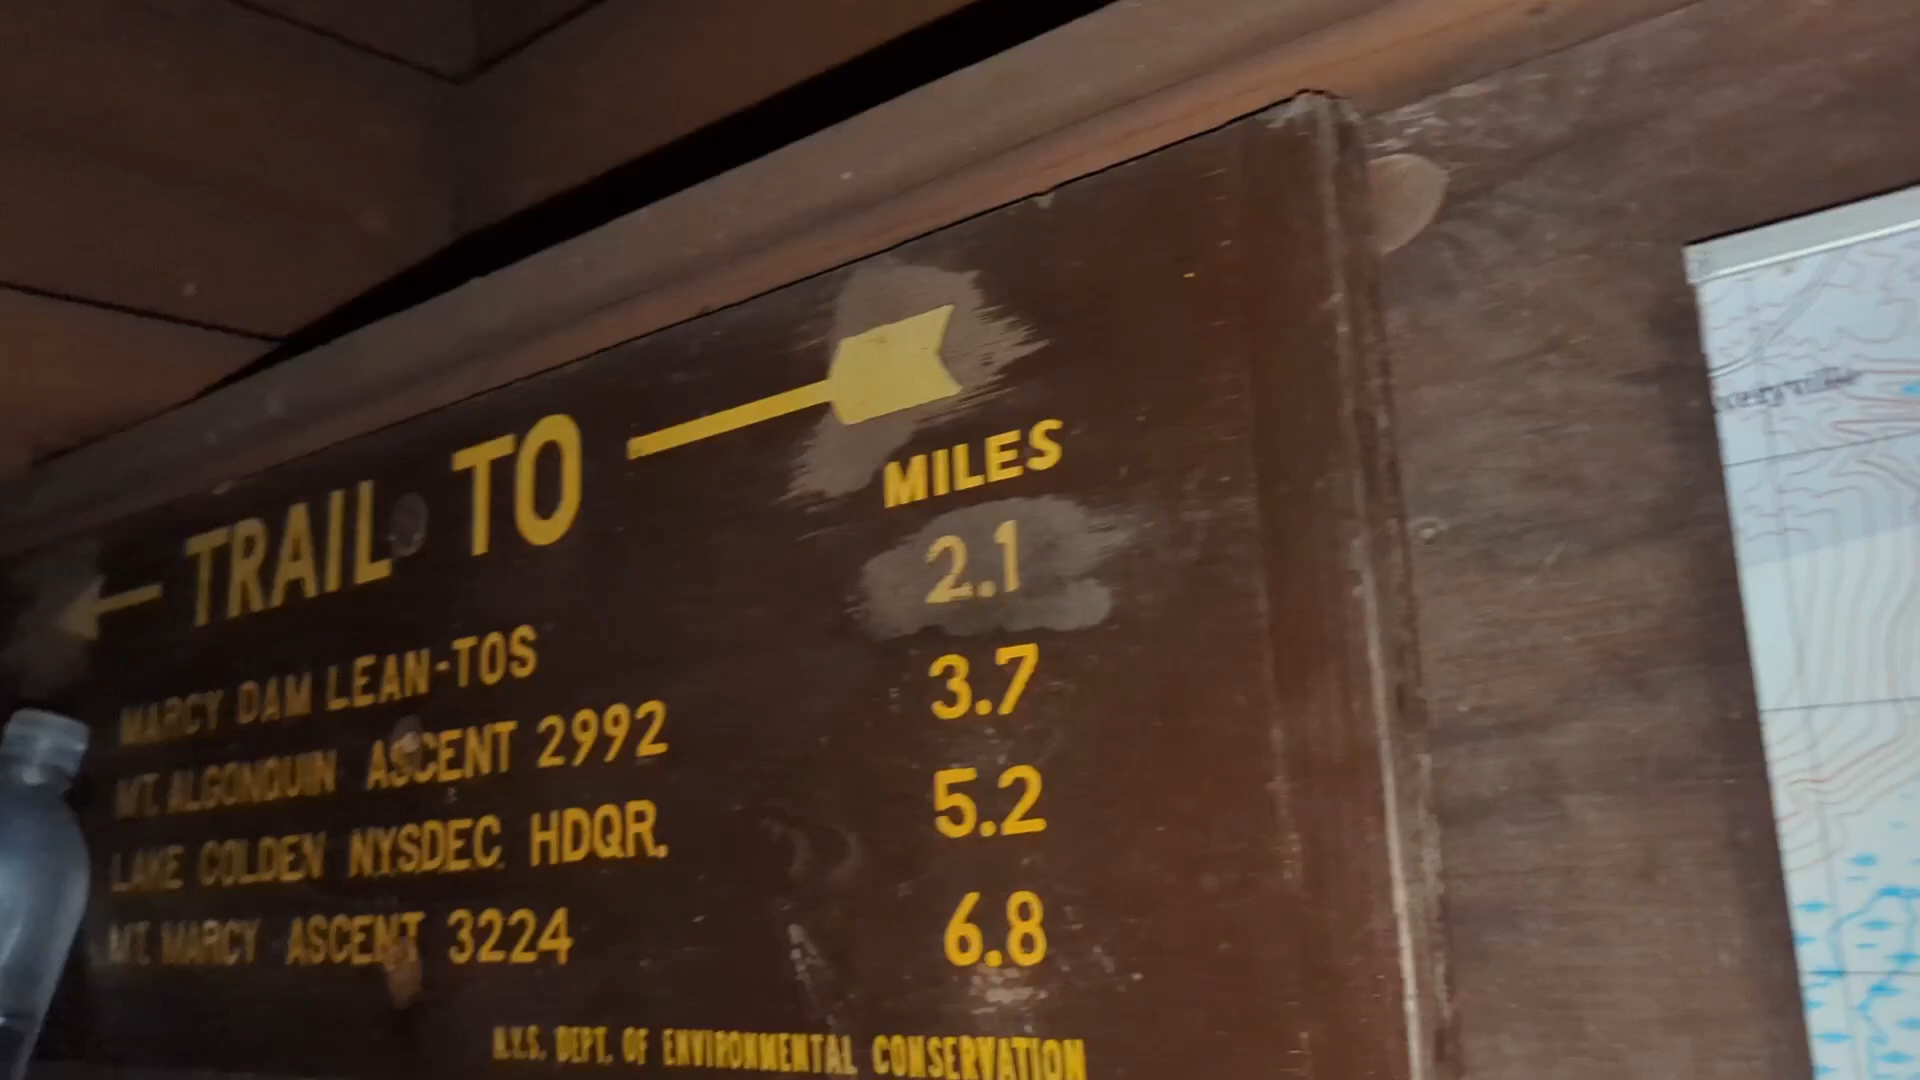 TRAIL TO
MILES
MARCY DAM LEAN-TOS 2.1
MT. ALGONQUIN ASCENT 2992 3.7
LAKE COLDEN NYSDEC HDQR. 5.2
MT. MARCY ASCENT 3224 6.8
N.Y.S. DEPT. OF ENVIRONMENTAL CONSERVATION